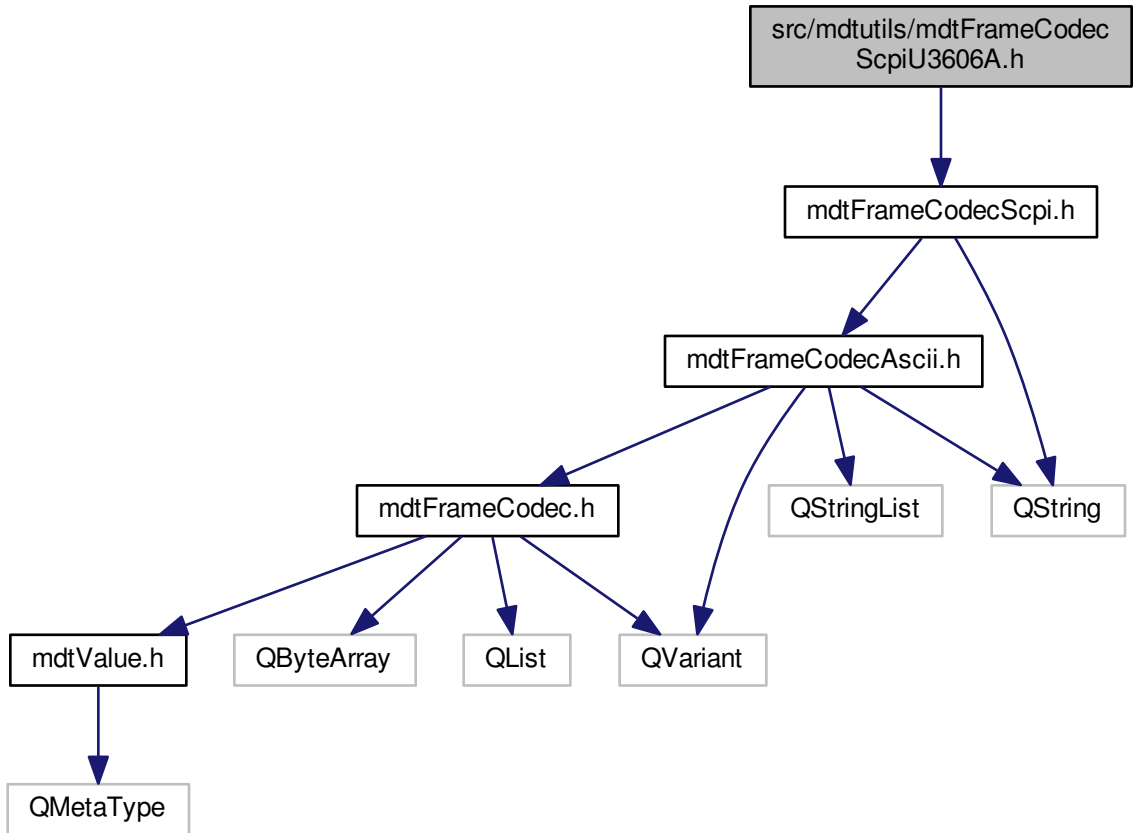 src/mdtutils/mdtFrameCodec
ScpiU3606A.h
mdtFrameCodecScpi.h
mdtFrameCodecAscii.h
mdtFrameCodec.h
QStringList
QString
mdtValue.h
QByteArray
QList
QVariant
QMetaType